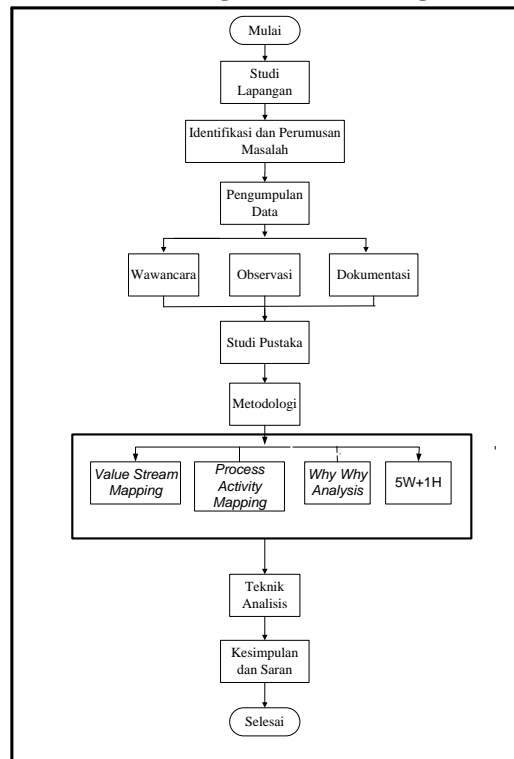 Mulai
Studi
Lapangan
Identifikasi dan Perumusan
Masalah
Pengumpulan
Data
Wawancara
Observasi
Dokumentasi
Studi Pustaka
Metodologi
Value Stream
Mapping
Process
Activity
Mapping
Why Why
Analysis
5W+1H
Teknik
Analisis
Kesimpulan
dan Saran
Selesai